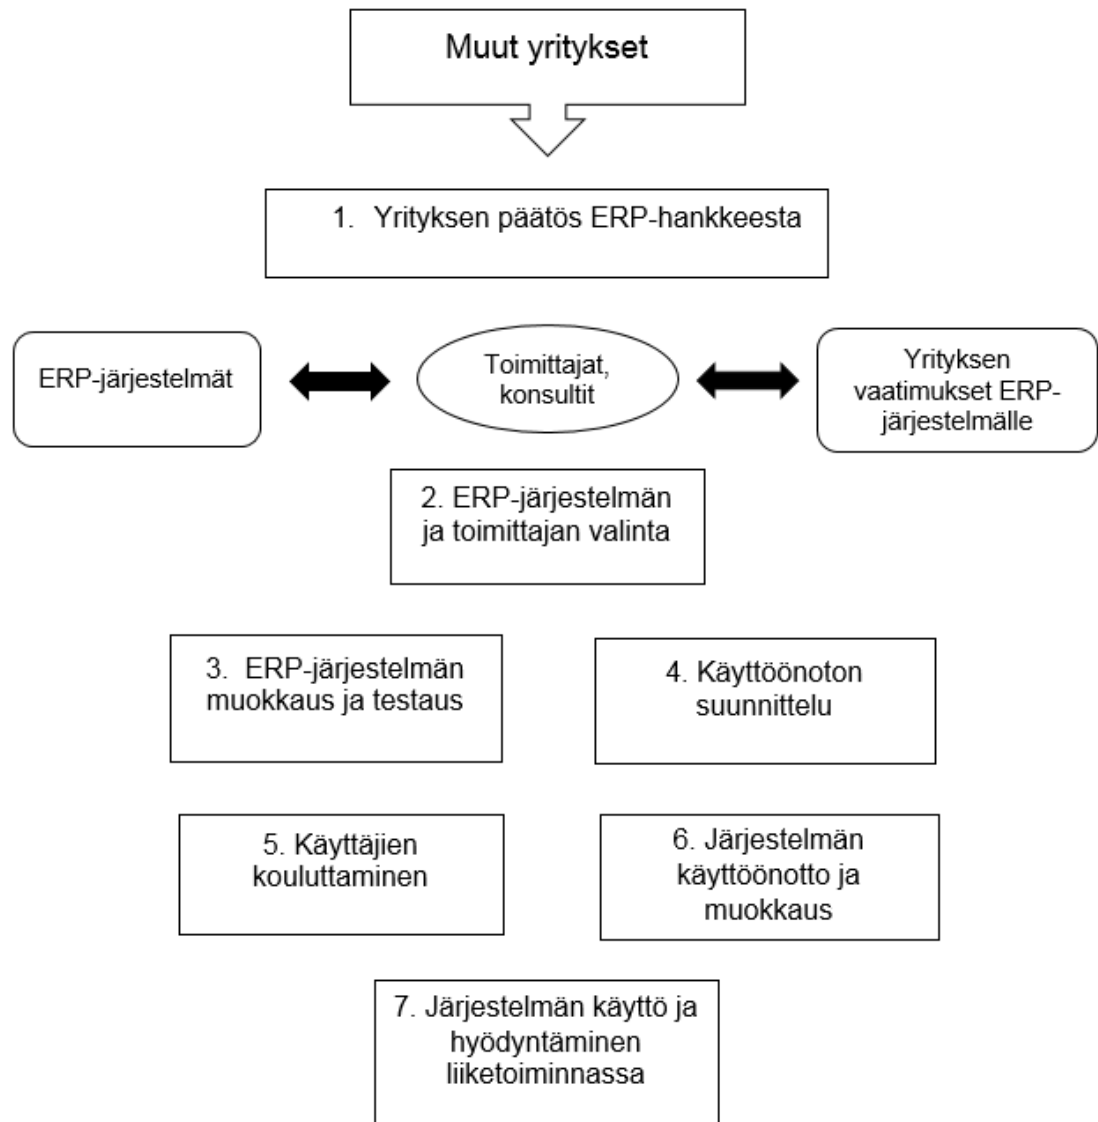 Muut yritykset
1. Yrityksen päätös ERP-hankkeesta
ERP-järjestelmät
Toimittajat,
konsultit
Yrityksen
vaatimukset ERP-
järjestelmälle
2. ERP-järjestelmän
ja toimittajan valinta
3. ERP-järjestelmän
muokkaus ja testaus
4. Käyttöönoton
suunnittelu
5. Käyttäjien
kouluttaminen
6. Järjestelmän
käyttöönotto ja
muokkaus
7. Järjestelmän käyttö ja
hyödyntäminen
liiketoiminnassa